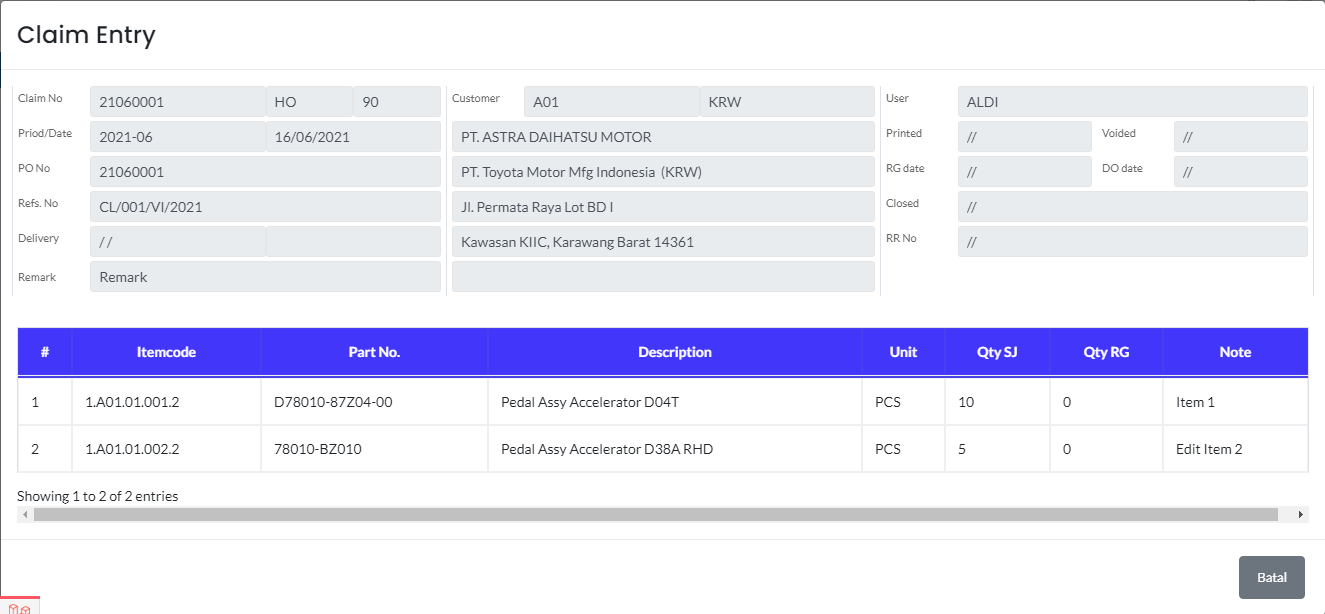 Claim Entry
Claim No 21060001 HO 90 Customer A01 KRW User ALDI
Priod/Date 2021-06 16/06/2021 PT. ASTRA DAIHATSU MOTOR Printed // Voided //
PO No 21060001 PT. Toyota Motor Mfg Indonesia (KRW) RG date // DO date //
Refs. No CL/001/VI/2021 Jl. Permata Raya Lot BD I Closed //
Delivery / / Kawasan KIIC, Karawang Barat 14361 RR No //
Remark Remark
# Itemcode Part No. Description Unit Qty SJ Qty RG Note
1 1.A01.01.001.2 D78010-87Z04-00 Pedal Assy Accelerator D04T PCS 10 0 Item 1
2 1.A01.01.002.2 78010-BZ010 Pedal Assy Accelerator D38A RHD PCS 5 0 Edit Item 2
Showing 1 to 2 of 2 entries
Batal